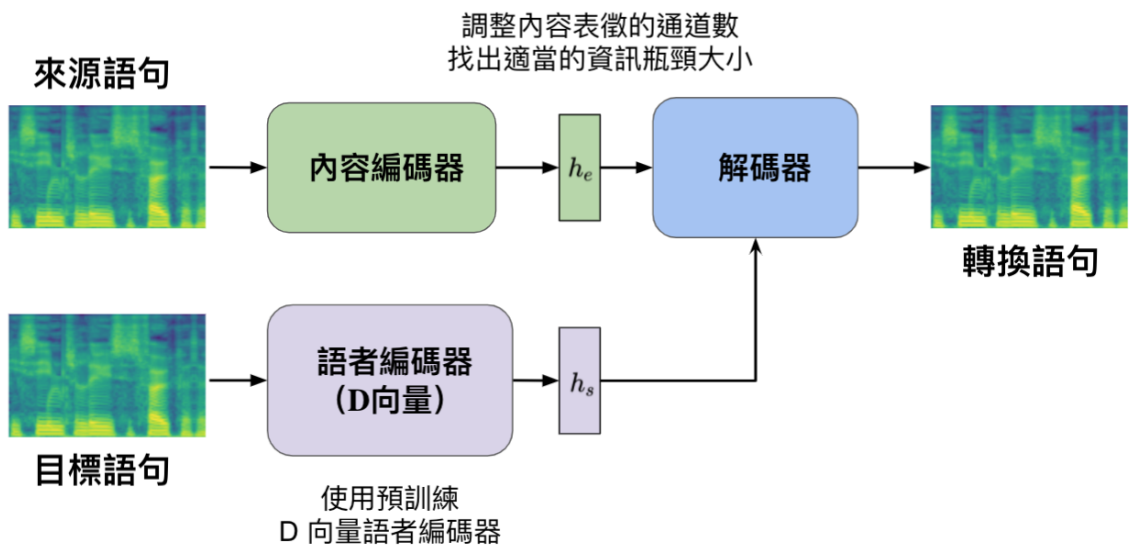 調整內容表徵的通道數
找出適當的資訊瓶頸大小
來源語句
內容編碼器
h_e
解碼器
轉換語句
語者編碼器
（D向量）
h_s
目標語句
使用預訓練
D 向量語者編碼器